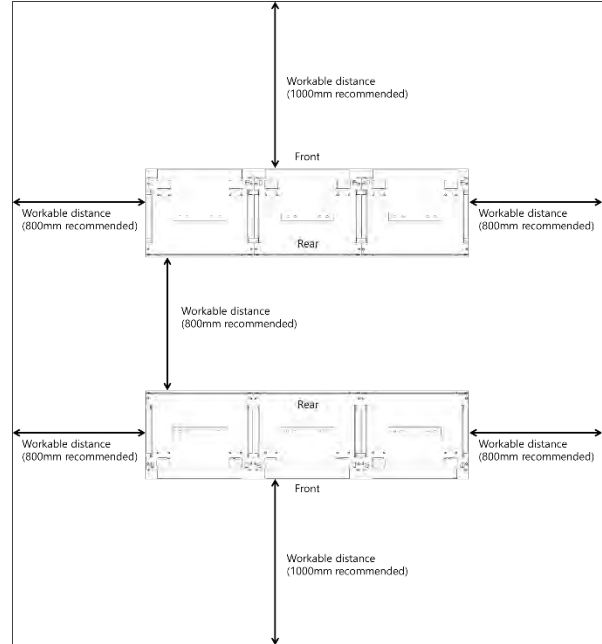 Workable distance
(1000mm recommended)
Front
Workable distance
(800mm recommended)
Workable distance
(800mm recommended)
Rear
Workable distance
(800mm recommended)
Rear
Workable distance
(800mm recommended)
Workable distance
(800mm recommended)
Front
Workable distance
(1000mm recommended)